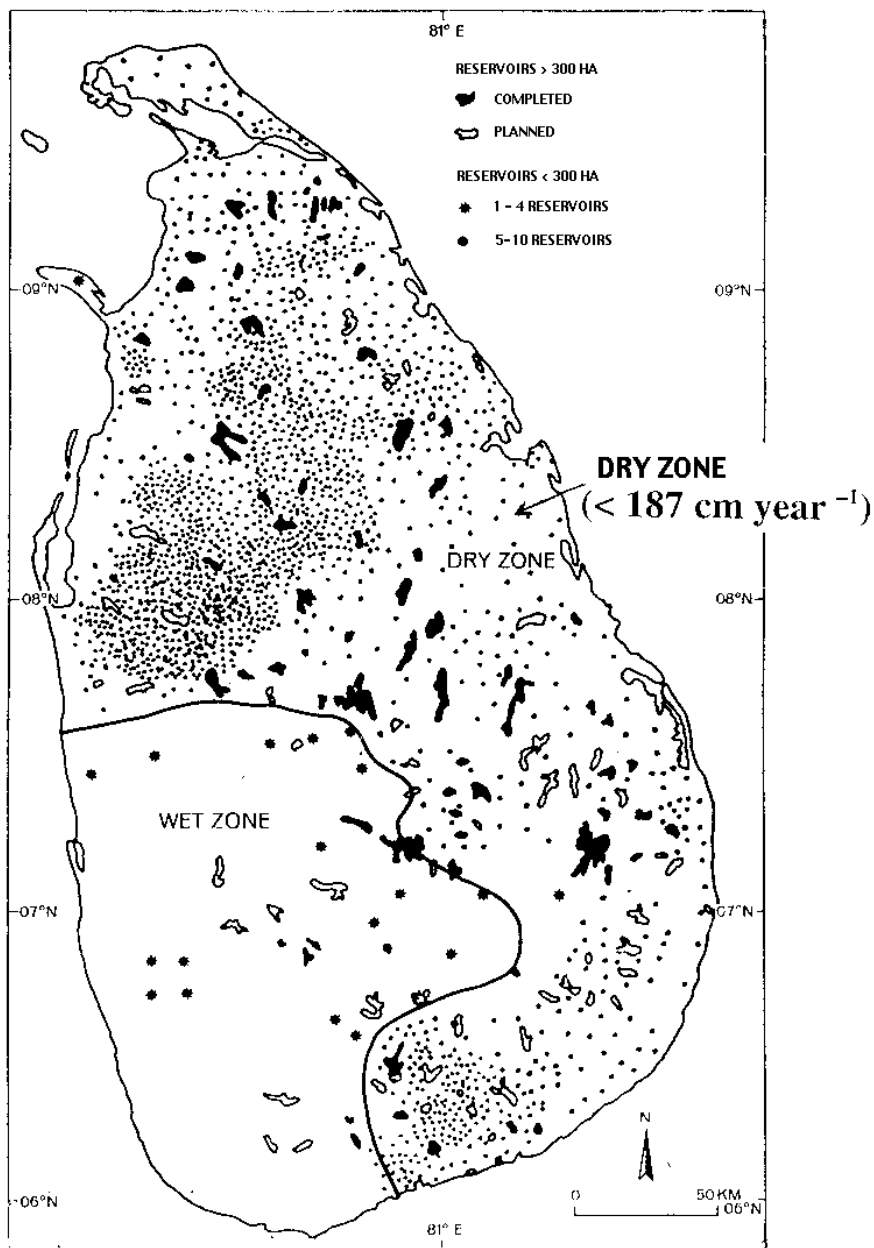 81° E
RESERVOIRS > 300 HA
COMPLETED
PLANNED
RESERVOIRS < 300 HA
1 - 4 RESERVOIRS
5-10 RESERVOIRS
09°N
09°N
DRY ZONE
(< 187 cm year –1)
DRY ZONE
08°N
08°N
WET ZONE
07°N
07°N
N
0 50 KM
06°N
06°N
81° E